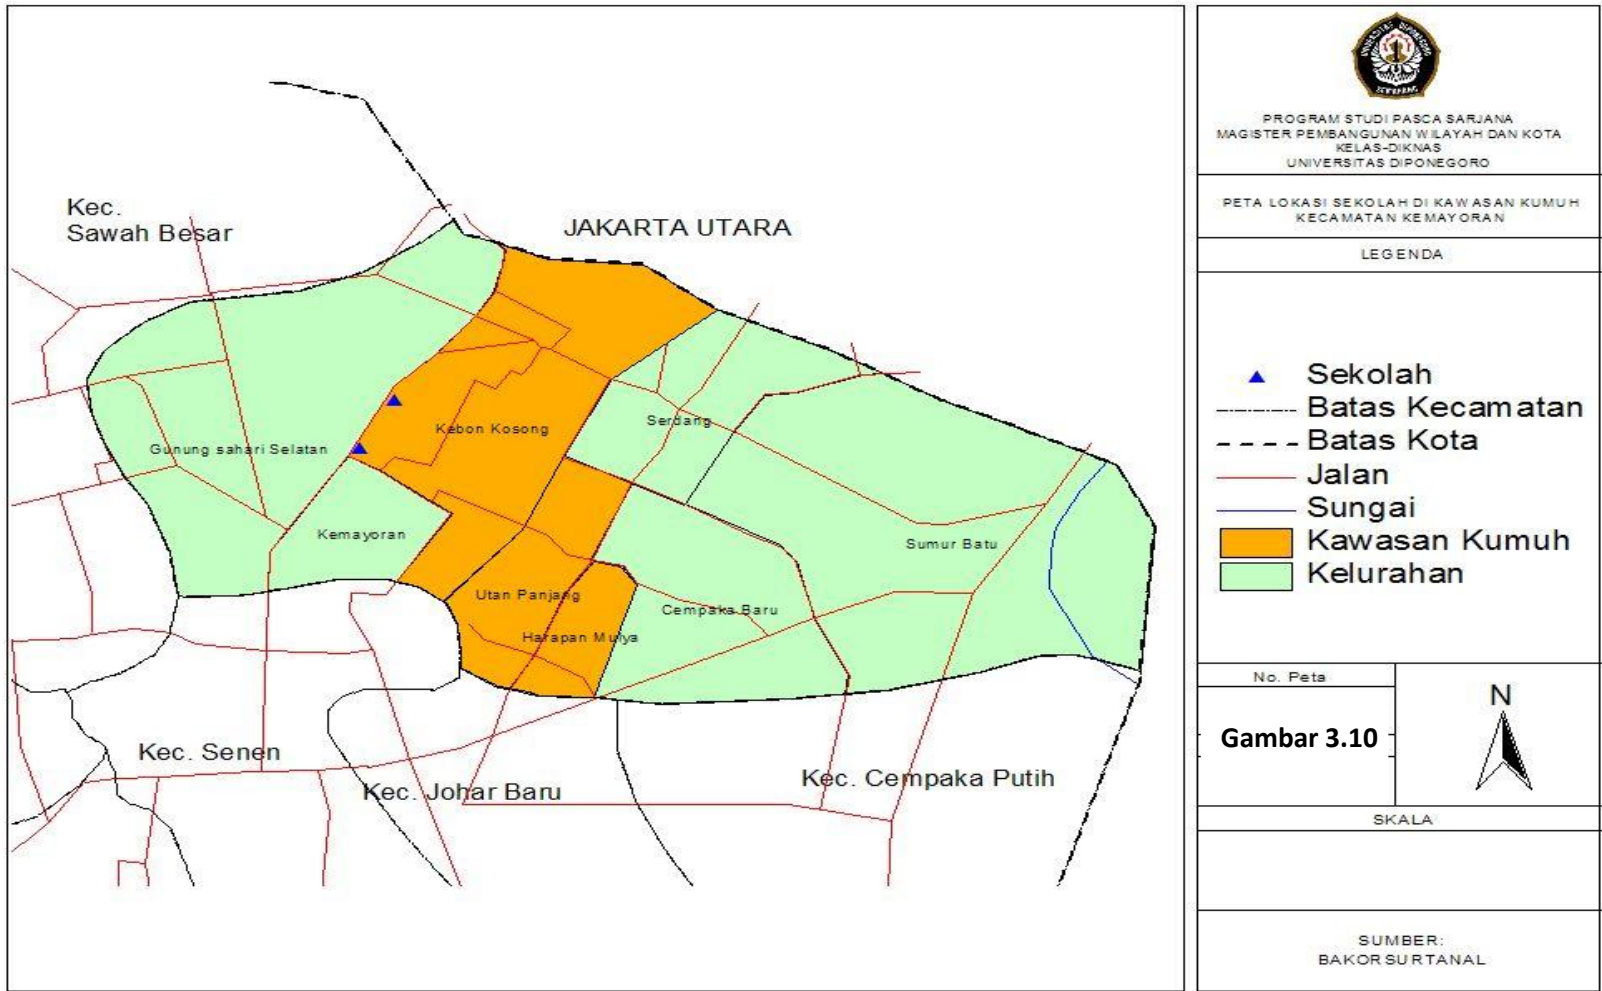 Kec.
Sawah Besar
JAKARTA UTARA
Serdang
Kebon Kosong
Gunung sahari Selatan
Kemayoran
Sumur Batu
Utan Panjang
Cempaka Baru
Harapan Mulya
Kec. Senen
Kec. Johar Baru
Kec. Cempaka Putih
UNIVERSITAS DIPONEGORO
SEMARANG
PROGRAM STUDI PASCA SARJANA
MAGISTER PEMBANGUNAN WILAYAH DAN KOTA
KELAS-DIKNAS
UNIVERSITAS DIPONEGORO
PETA LOKASI SEKOLAH DI KAWASAN KUMUH
KECAMATAN KEMAYORAN
LEGENDA
Sekolah
Batas Kecamatan
Batas Kota
Jalan
Sungai
Kawasan Kumuh
Kelurahan
No. Peta
Gambar 3.10
N
SKALA
SUMBER:
BAKORSURTANAL